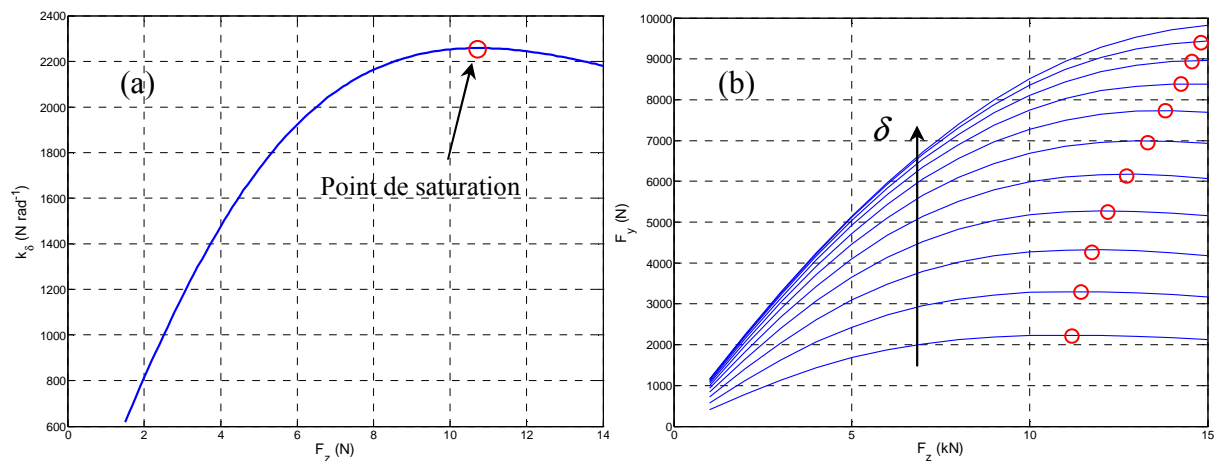 2400
2200
2000
1800
1600
1400
1200
1000
800
600
k_δ (N rad⁻¹)
(a)
Point de saturation
0 2 4 6 8 10 12 14
F_z (N)
10000
9000
8000
7000
6000
5000
4000
3000
2000
1000
0
F_y (N)
(b)
δ
0 5 10 15
F_z (kN)